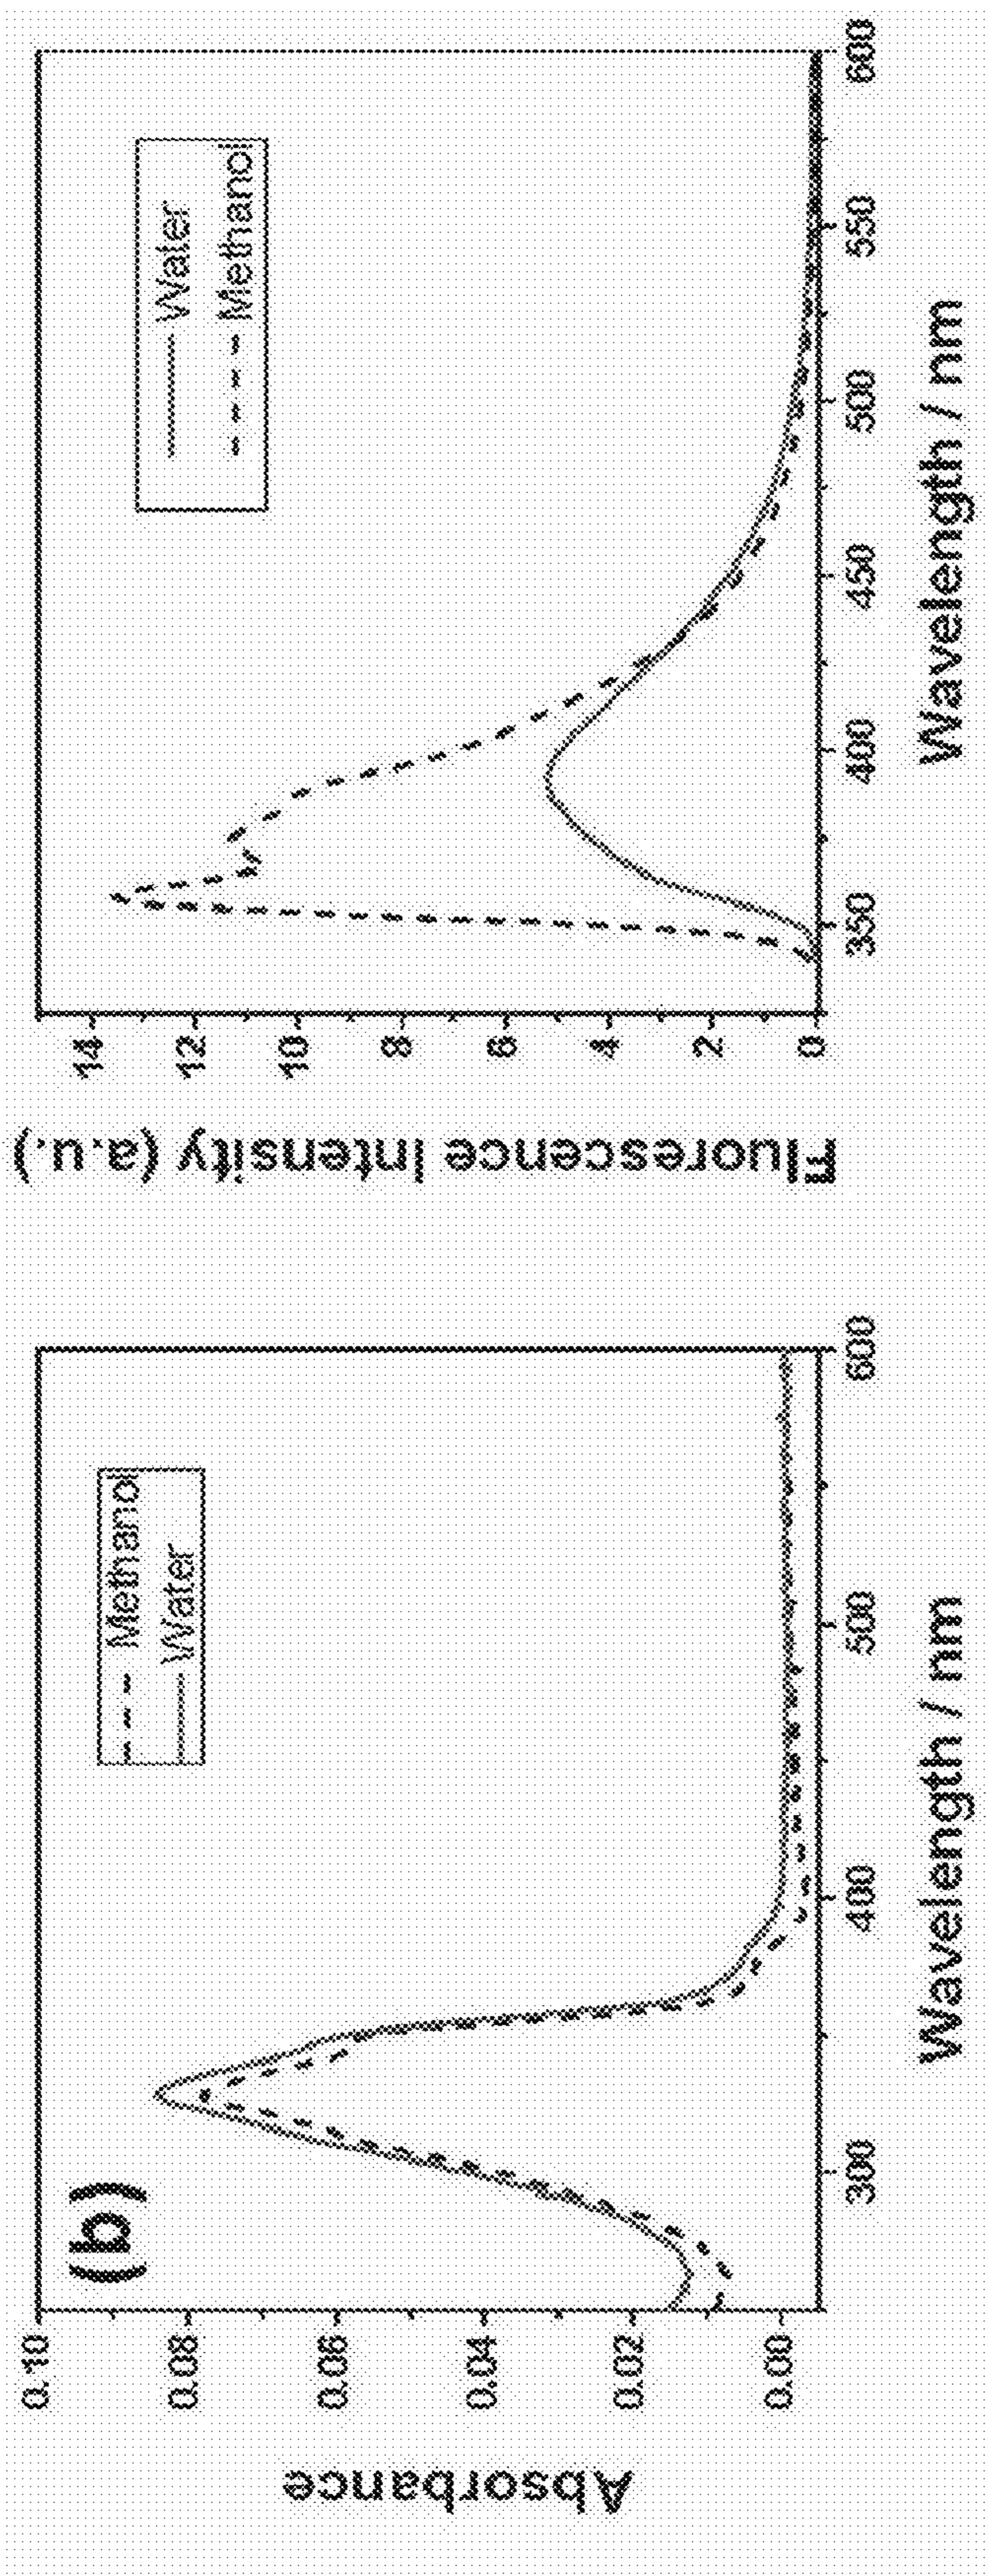 (b)
Absorbance
0.10
0.08
0.06
0.04
0.02
0.00
300
400
500
600
Wavelength / nm
Methanol
Water
Fluorescence intensity (a.u.)
14
12
10
8
6
4
2
0
350
400
450
500
550
600
Wavelength / nm
Water
Methanol